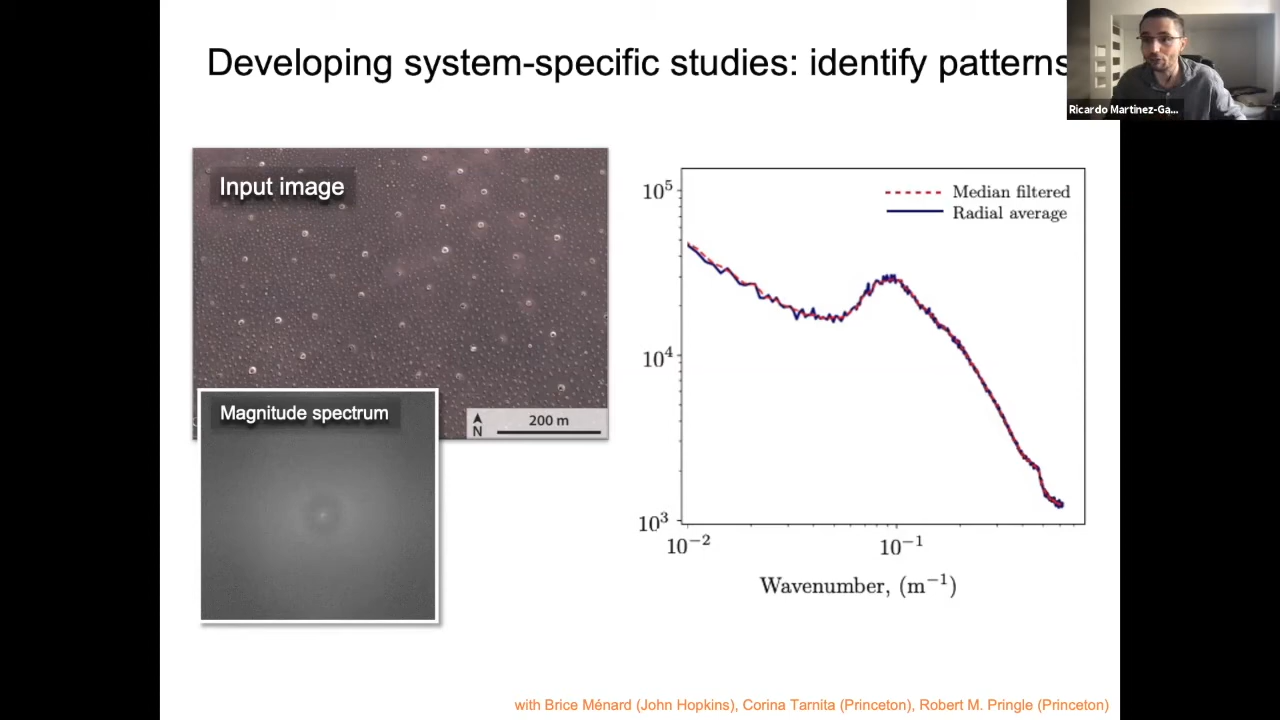 Developing system-specific studies: identify patterns
Ricardo Martinez-Ga...
Input image
Magnitude spectrum
N
200 m
10⁵
10⁴
10³
10⁻²
10⁻¹
Median filtered
Radial average
Wavenumber, (m⁻¹)
with Brice Ménard (John Hopkins), Corina Tarnita (Princeton), Robert M. Pringle (Princeton)